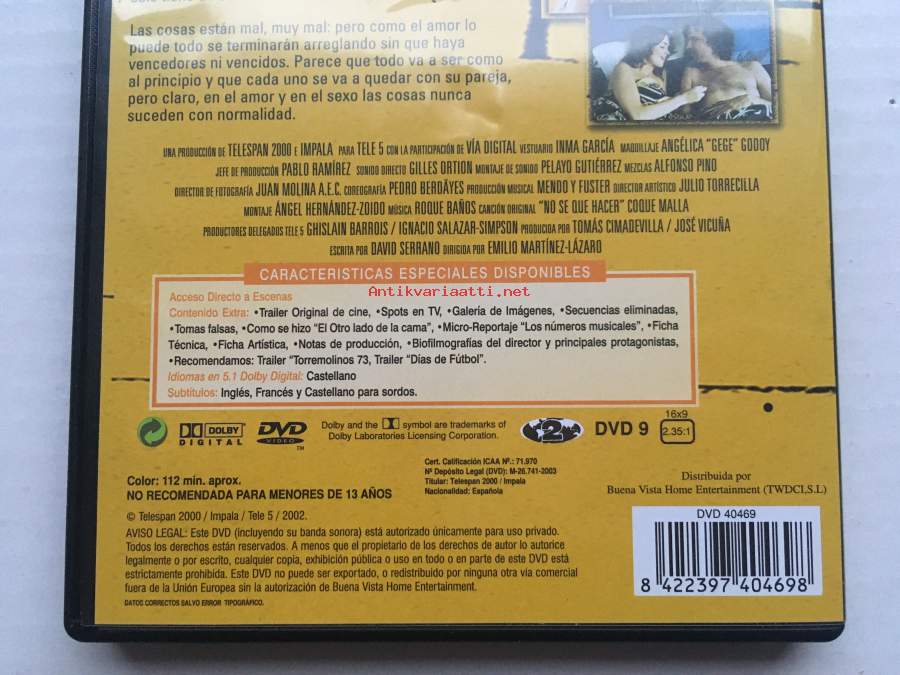 Las cosas están mal, muy mal: pero como el amor lo
puede todo se terminarán arreglando sin que haya
vencedores ni vencidos. Parece que todo va a ser como
al principio y que cada uno se va a quedar con su pareja,
pero claro, en el amor y en el sexo las cosas nunca
suceden con normalidad.
UNA PRODUCCIÓN DE TELESPAN 2000 E IMPALA PARA TELE 5 CON LA PARTICIPACIÓN DE VÍA DIGITAL VESTUARIO INMA GARCÍA MAQUILLAJE ANGÉLICA "GEGE" GODOY
JEFE DE PRODUCCIÓN PABLO RAMÍREZ SONIDO DIRECTO GILLES ORTION MONTAJE DE SONIDO PELAYO GUTIÉRREZ MEZCLAS ALFONSO PINO
DIRECTOR DE FOTOGRAFÍA JUAN MOLINA A.E.C. COREOGRAFÍA PEDRO BERDÁYES PRODUCCIÓN MUSICAL MENDO Y FUSTER DIRECTOR ARTÍSTICO JULIO TORRECILLA
MONTAJE ÁNGEL HERNÁNDEZ-ZOIDO MÚSICA ROQUE BAÑOS CANCIÓN ORIGINAL "NO SE QUE HACER" COQUE MALLA
PRODUCTORES DELEGADOS TELE 5 GHISLAIN BARROIS / IGNACIO SALAZAR-SIMPSON PRODUCIDA POR TOMÁS CIMADEVILLA / JOSÉ VICUÑA
ESCRITA POR DAVID SERRANO DIRIGIDA POR EMILIO MARTÍNEZ-LÁZARO
CARACTERISTICAS ESPECIALES DISPONIBLES
Antikvariaatti.net
Acceso Directo a Escenas
Contenido Extra: •Trailer Original de cine, •Spots en TV, •Galería de Imágenes, •Secuencias eliminadas,
•Tomas falsas, •Como se hizo "El Otro lado de la cama", •Micro-Reportaje "Los números musicales", •Ficha
Técnica, •Ficha Artística, •Notas de producción, •Biofilmografías del director y principales protagonistas,
•Recomendamos: Trailer "Torremolinos 73, Trailer "Días de Fútbol".
Idiomas en 5.1 Dolby Digital: Castellano
Subtítulos: Inglés, Francés y Castellano para sordos.
DOLBY DIGITAL
DVD VIDEO TM
Dolby and the symbol are trademarks of
Dolby Laboratories Licensing Corporation.
2
DVD 9
16x9
2.35:1
Color: 112 min. aprox.
NO RECOMENDADA PARA MENORES DE 13 AÑOS
Cert. Calificación ICAA Nº.: 71.970
Nº Depósito Legal (DVD): M-26.741-2003
Titular: Telespan 2000 / Impala
Nacionalidad: Española
Distribuida por
Buena Vista Home Entertainment (TWDCI,S.L)
© Telespan 2000 / Impala / Tele 5 / 2002.
AVISO LEGAL: Este DVD (incluyendo su banda sonora) está autorizado únicamente para uso privado.
Todos los derechos están reservados. A menos que el propietario de los derechos de autor lo autorice
legalmente o por escrito, cualquier copia, exhibición pública o uso en todo o en parte de este DVD está
estrictamente prohibida. Este DVD no puede ser exportado, o redistribuido por ninguna otra vía comercial
fuera de la Unión Europea sin la autorización de Buena Vista Home Entertainment.
DATOS CORRECTOS SALVO ERROR TIPOGRÁFICO.
DVD 40469
8 422397 404698